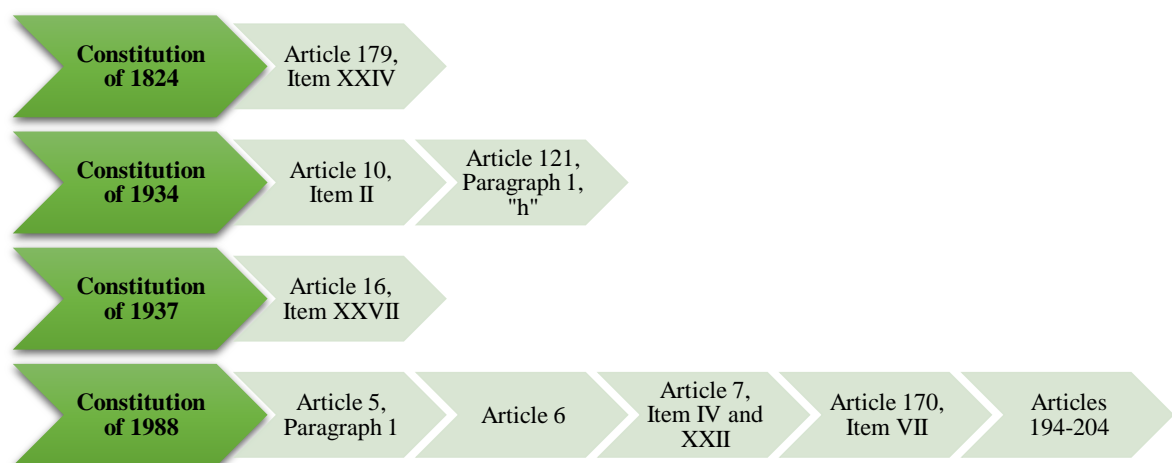 Constitution
of 1824
Article 179,
Item XXIV
Constitution
of 1934
Article 10,
Item II
Article 121,
Paragraph 1,
"h"
Constitution
of 1937
Article 16,
Item XXVII
Constitution
of 1988
Article 5,
Paragraph 1
Article 6
Article 7,
Item IV and
XXII
Article 170,
Item VII
Articles
194-204